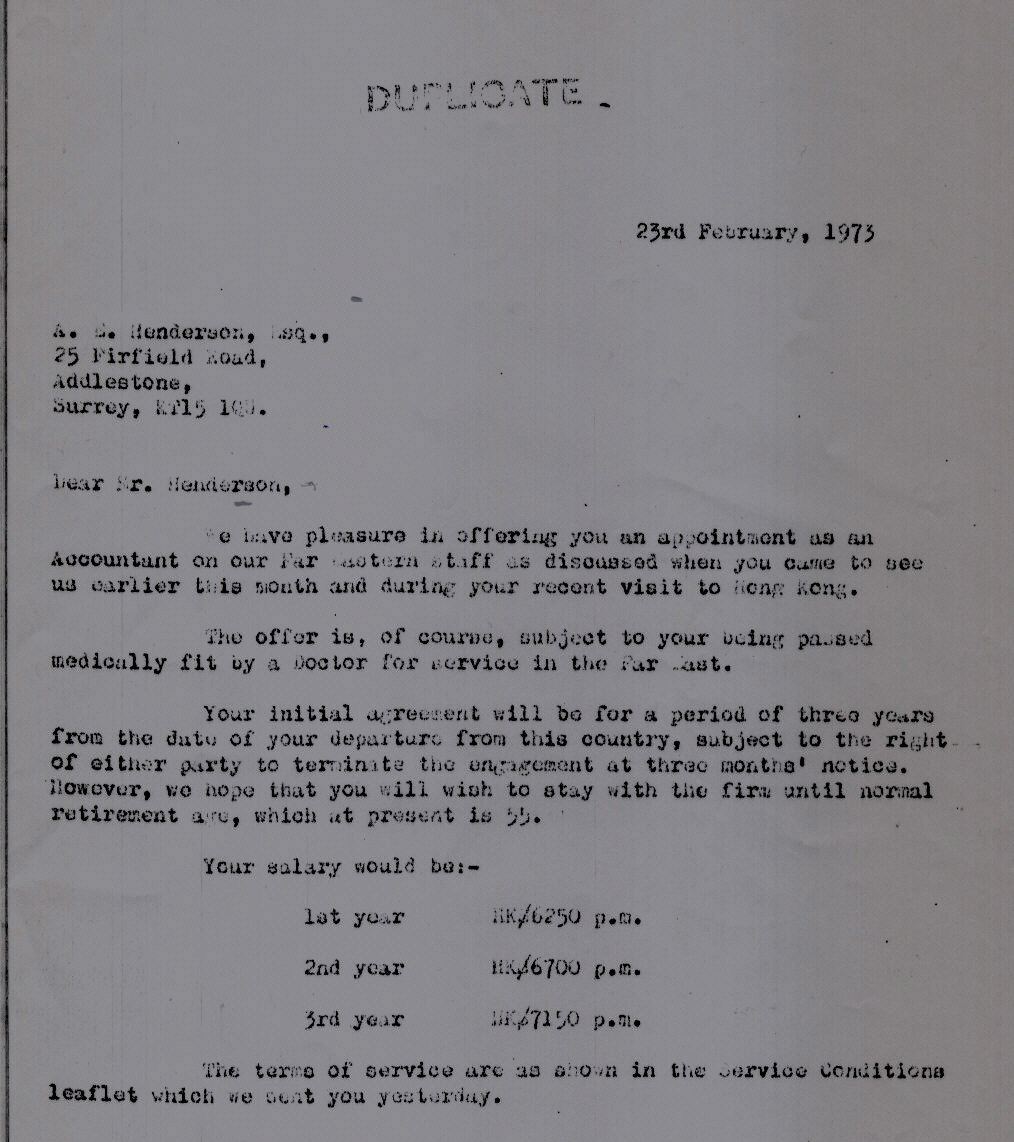 DUPLICATE
23rd February, 1973
A. Henderson, Esq.,
25 Firfield Road,
Addlestone,
Surrey, KT15
Dear Mr. Henderson,
We have pleasure in offering you an appointment as an
Accountant on our Far Eastern staff as discussed when you came to see
us earlier this month and during your recent visit to Hong Kong.
The offer is, of course, subject to your being passed
medically fit by a Doctor for service in the Far East.
Your initial agreement will be for a period of three years
from the date of your departure from this country, subject to the right
of either party to terminate the engagement at three months' notice.
However, we hope that you will wish to stay with the firm until normal
retirement age, which at present is 55.
Your salary would be:-
1st year HK$6250 p.m.
2nd year HK$6700 p.m.
3rd year HK$7150 p.m.
The terms of service are as shown in the Service Conditions
leaflet which we sent you yesterday.